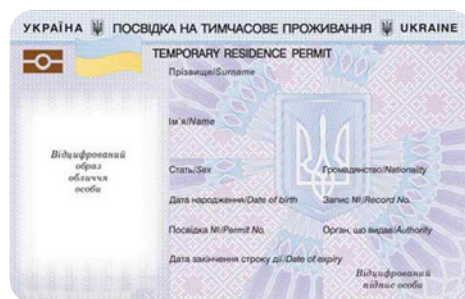 УКРАЇНА ПОСВІДКА НА ТИМЧАСОВЕ ПРОЖИВАННЯ UKRAINE
TEMPORARY RESIDENCE PERMIT
Прізвище/Surname
Ім'я/Name
Відцифрований
образ
обличчя
особи
Стать/Sex Громадянство/Nationality
Дата народження/Date of birth Запис №/Record No.
Посвідка №/Permit No. Орган, що видав/Authority
Дата закінчення строку дії/Date of expiry
Відцифрований
підпис особи